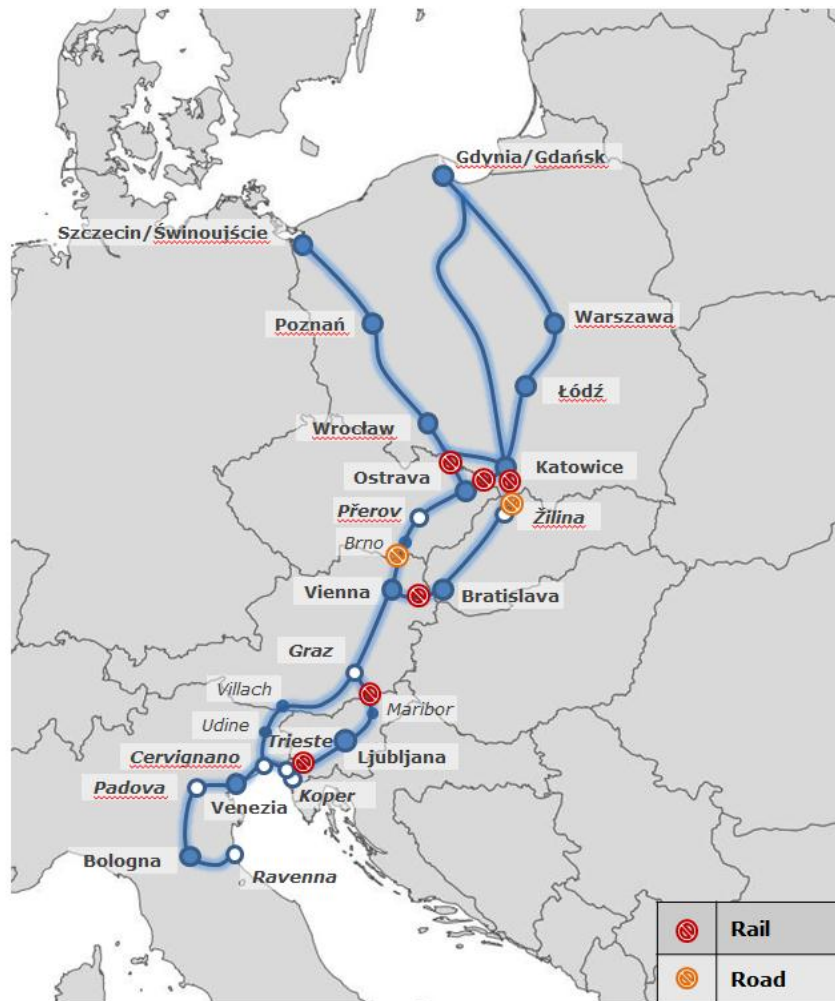 Gdynia/Gdańsk
Szczecin/Świnoujście
Poznań
Warszawa
Łódź
Wrocław
Ostrava
Katowice
Přerov
Žilina
Brno
Vienna
Bratislava
Graz
Villach
Maribor
Udine
Trieste
Cervignano
Ljubljana
Padova
Koper
Venezia
Bologna
Ravenna
Rail
Road